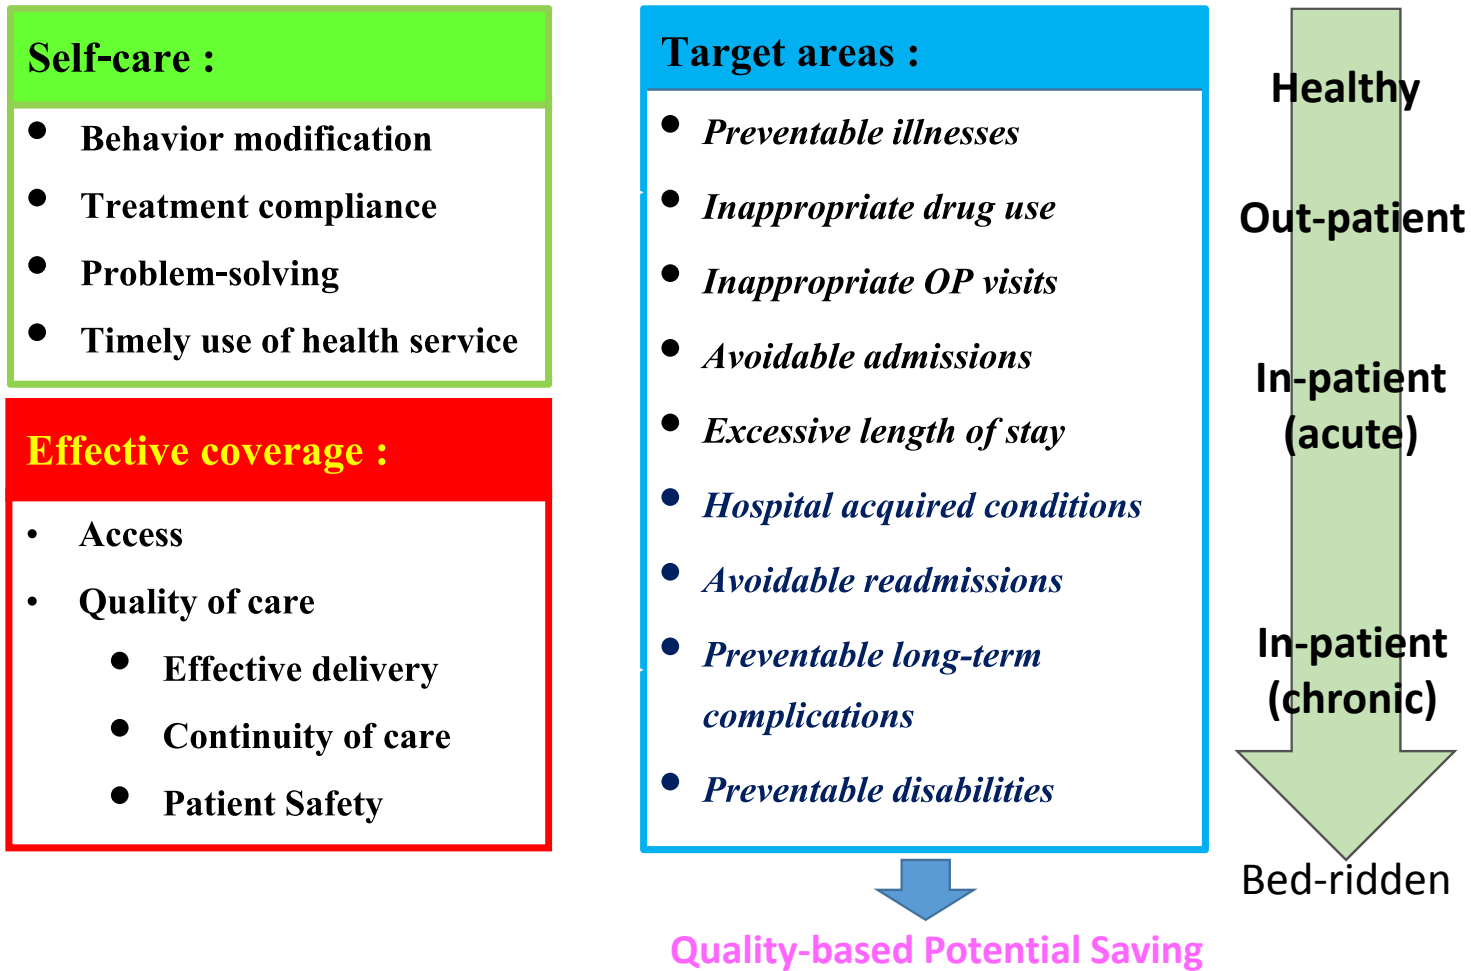 Self-care :
• Behavior modification
• Treatment compliance
• Problem-solving
• Timely use of health service
Effective coverage :
• Access
• Quality of care
• Effective delivery
• Continuity of care
• Patient Safety
Target areas :
• Preventable illnesses
• Inappropriate drug use
• Inappropriate OP visits
• Avoidable admissions
• Excessive length of stay
• Hospital acquired conditions
• Avoidable readmissions
• Preventable long-term
complications
• Preventable disabilities
Quality-based Potential Saving
Healthy
Out-patient
In-patient
(acute)
In-patient
(chronic)
Bed-ridden